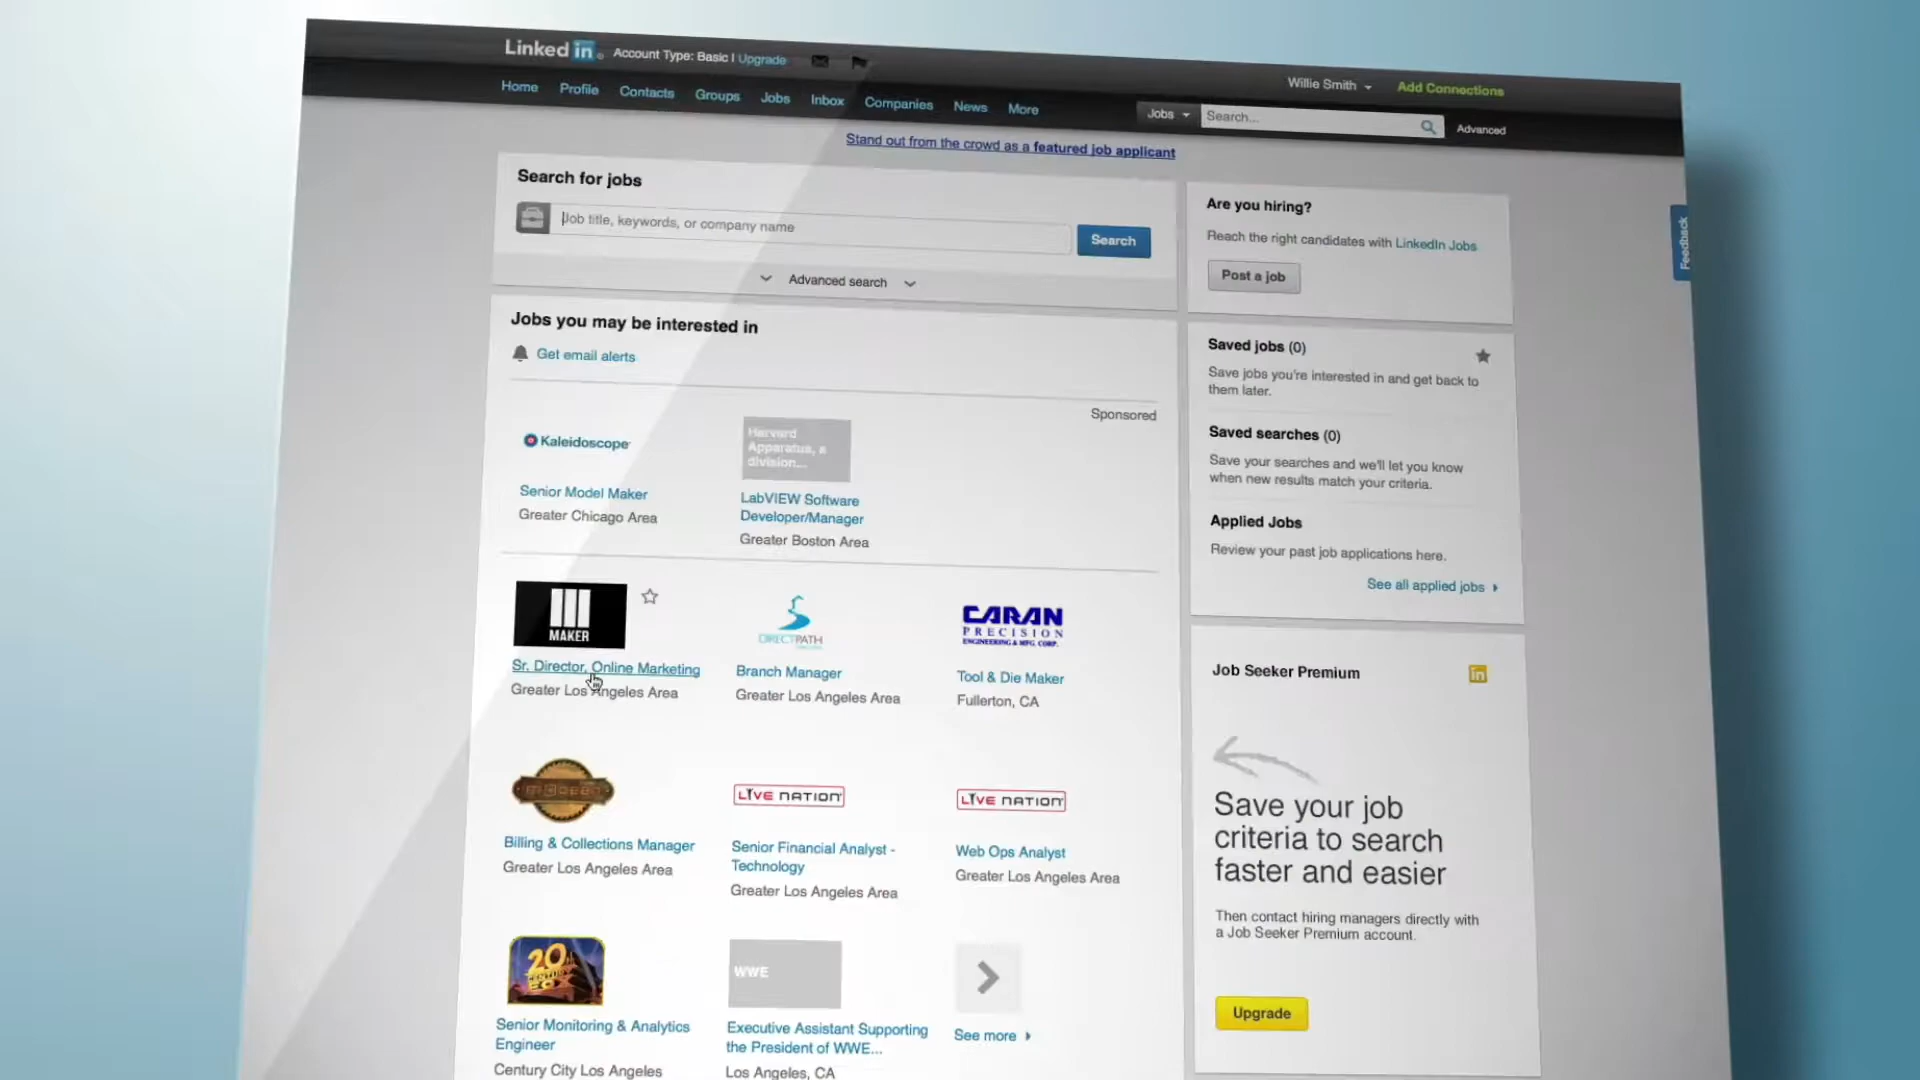 Linked in
Account Type: Basic | Upgrade
Willie Smith
Add Connections
Home Profile Contacts Groups Jobs Inbox Companies News More
Jobs
Search...
Advanced
Stand out from the crowd as a featured job applicant
Search for jobs
Job title, keywords, or company name
Search
Advanced search
Jobs you may be interested in
Get email alerts
Sponsored
Kaleidoscope
Senior Model Maker
Greater Chicago Area
Harvard
Apparatus, a
division...
LabVIEW Software
Developer/Manager
Greater Boston Area
MAKER
Sr. Director, Online Marketing
Greater Los Angeles Area
DIRECTPATH
Branch Manager
Greater Los Angeles Area
CARAN
PRECISION
ENGINEERING & MFG. CORP.
Tool & Die Maker
Fullerton, CA
Billing & Collections Manager
Greater Los Angeles Area
LIVE NATION
Senior Financial Analyst -
Technology
Greater Los Angeles Area
LIVE NATION
Web Ops Analyst
Greater Los Angeles Area
20
CENTURY
FOX
Senior Monitoring & Analytics
Engineer
Century City Los Angeles
WWE
Executive Assistant Supporting
the President of WWE...
Los Angeles, CA
See more
Are you hiring?
Reach the right candidates with LinkedIn Jobs
Post a job
Feedback
Saved jobs (0)
Save jobs you're interested in and get back to
them later.
Saved searches (0)
Save your searches and we'll let you know
when new results match your criteria.
Applied Jobs
Review your past job applications here.
See all applied jobs
Job Seeker Premium
in
Save your job
criteria to search
faster and easier
Then contact hiring managers directly with
a Job Seeker Premium account.
Upgrade